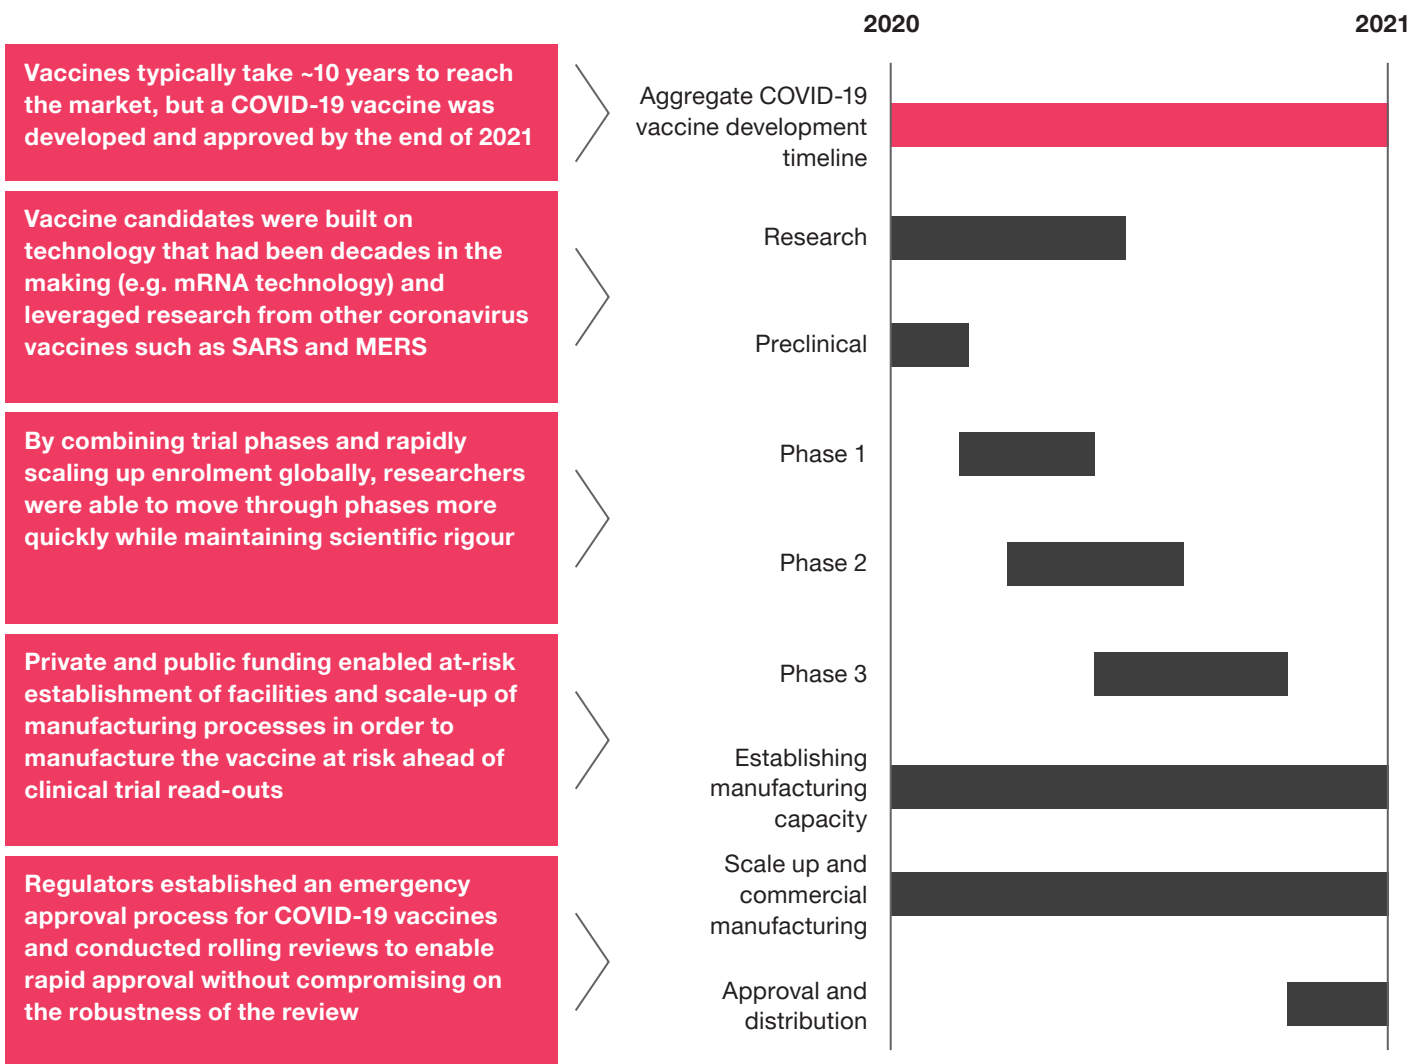 2020
2021
Vaccines typically take ~10 years to reach
the market, but a COVID-19 vaccine was
developed and approved by the end of 2021
Aggregate COVID-19
vaccine development
timeline
Vaccine candidates were built on
technology that had been decades in the
making (e.g. mRNA technology) and
leveraged research from other coronavirus
vaccines such as SARS and MERS
Research
Preclinical
By combining trial phases and rapidly
scaling up enrolment globally, researchers
were able to move through phases more
quickly while maintaining scientific rigour
Phase 1
Phase 2
Private and public funding enabled at-risk
establishment of facilities and scale-up of
manufacturing processes in order to
manufacture the vaccine at risk ahead of
clinical trial read-outs
Phase 3
Establishing
manufacturing
capacity
Regulators established an emergency
approval process for COVID-19 vaccines
and conducted rolling reviews to enable
rapid approval without compromising on
the robustness of the review
Scale up and
commercial
manufacturing
Approval and
distribution